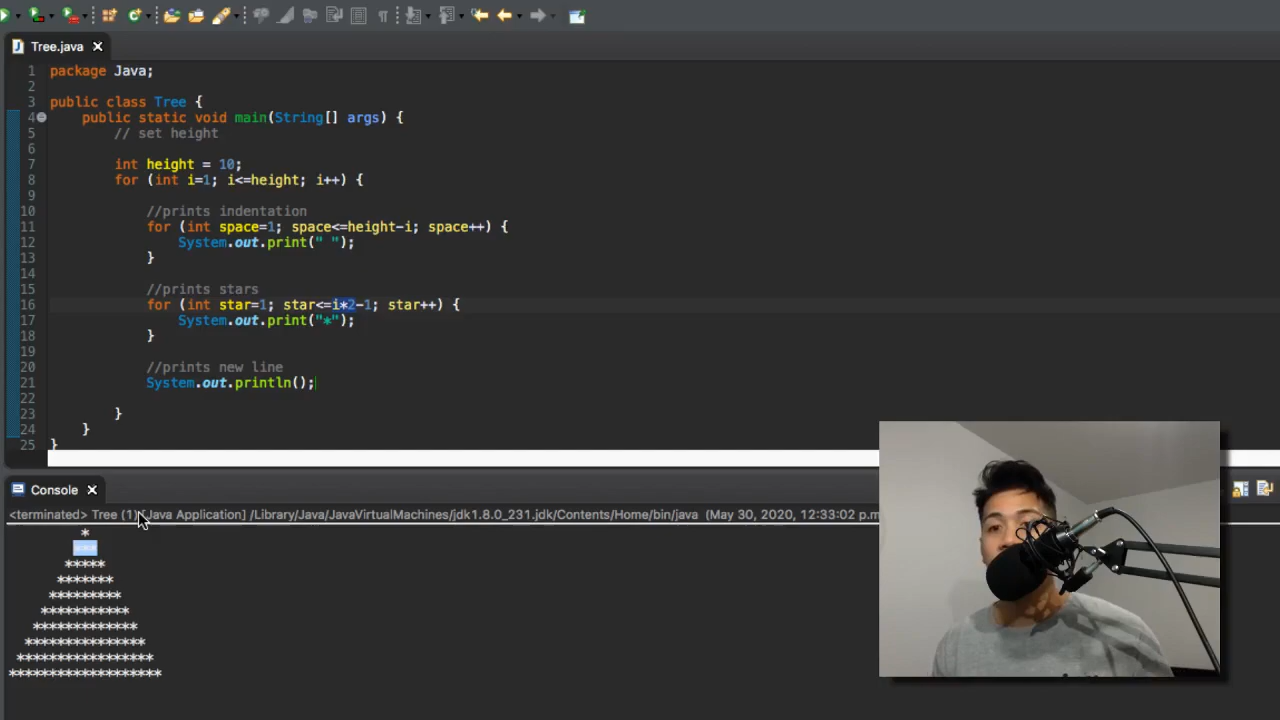 Tree.java
1 package Java;
2
3 public class Tree {
4 public static void main(String[] args) {
5 // set height
6
7 int height = 10;
8 for (int i=1; i<=height; i++) {
9
10 //prints indentation
11 for (int space=1; space<=height-i; space++) {
12 System.out.print(" ");
13 }
14
15 //prints stars
16 for (int star=1; star<=i*2-1; star++) {
17 System.out.print("*");
18 }
19
20 //prints new line
21 System.out.println();
22
23 }
24 }
25 }
Console
<terminated> Tree (1) [Java Application] /Library/Java/JavaVirtualMachines/jdk1.8.0_231.jdk/Contents/Home/bin/java (May 30, 2020, 12:33:02 p.m
*
***
*****
*******
*********
***********
*************
***************
*****************
*******************